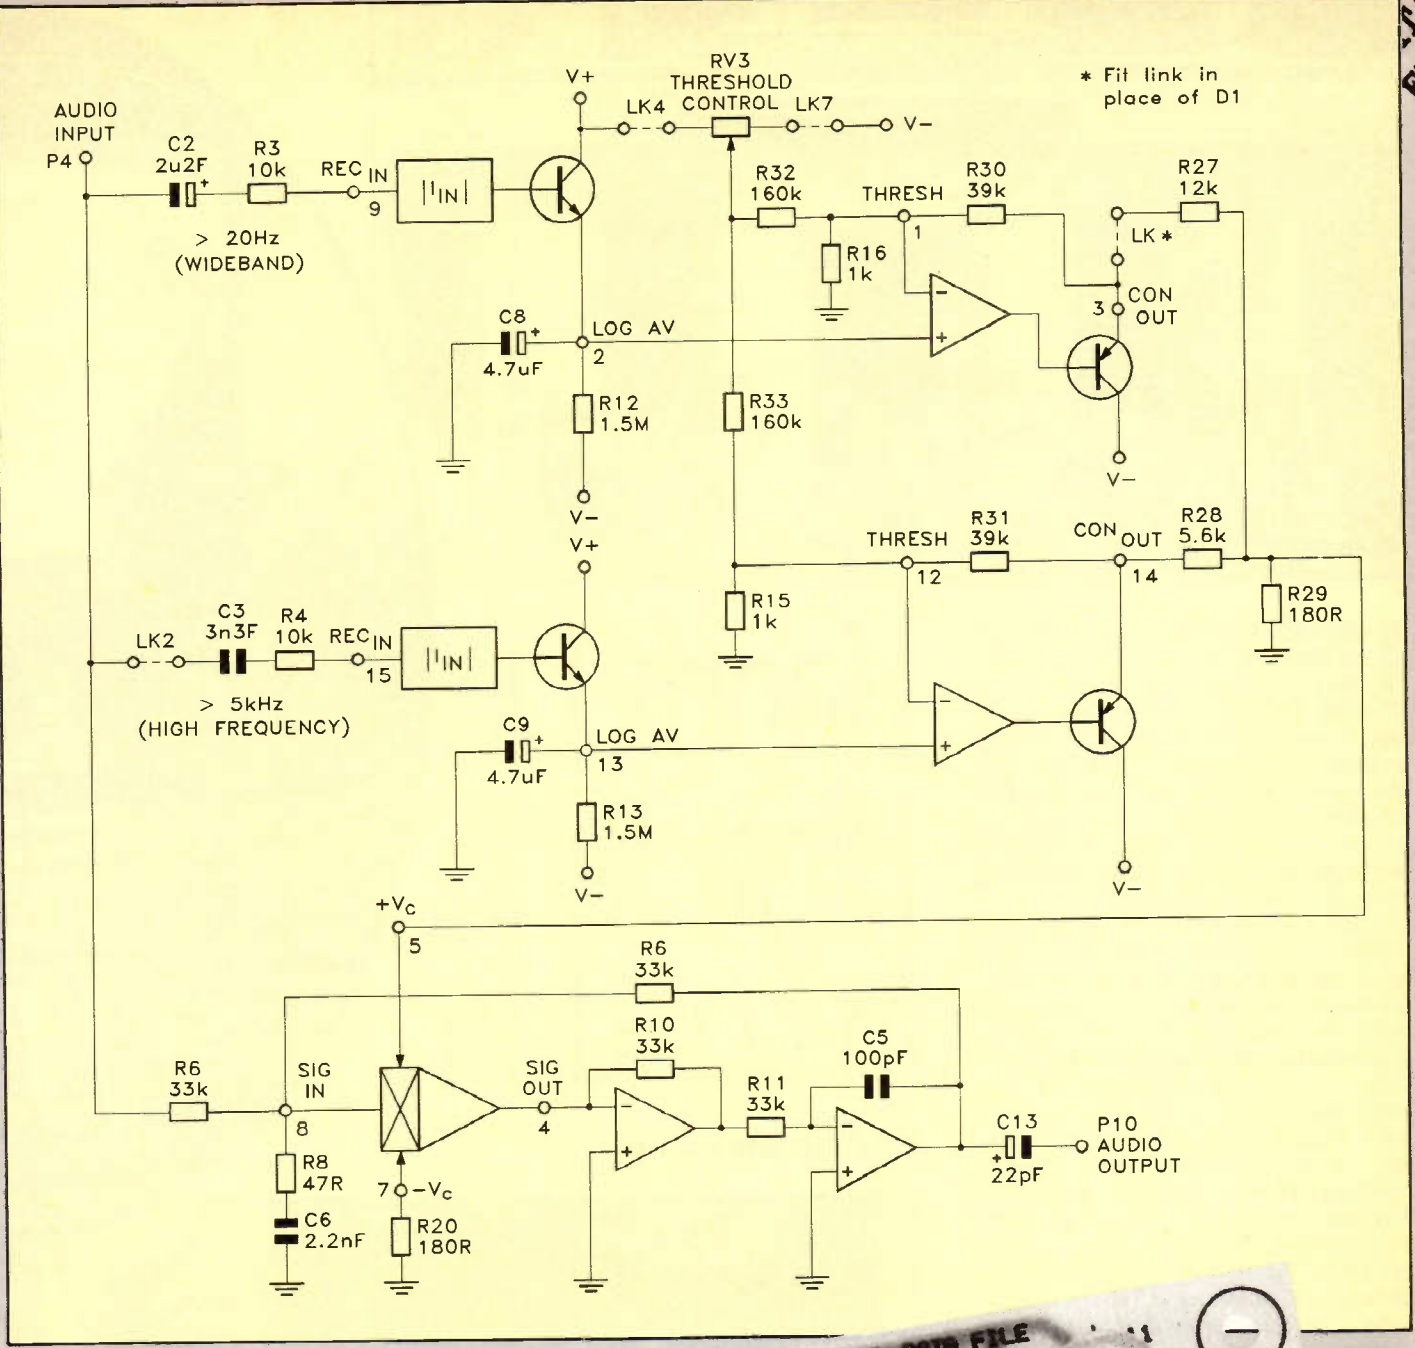 RV3
THRESHOLD
CONTROL
V+
LK4
LK7
V-
* Fit link in
place of D1
AUDIO
INPUT
P4
C2
2u2F
+
R3
10k
REC IN
9
|IIN|
> 20Hz
(WIDEBAND)
R32
160k
THRESH
1
R30
39k
R27
12k
LK *
R16
1k
3
CON
OUT
C8
+
4.7uF
LOG AV
2
-
+
R12
1.5M
R33
160k
V-
V-
V+
THRESH
12
R31
39k
CON OUT
14
R28
5.6k
R15
1k
R29
180R
LK2
C3
3n3F
R4
10k
REC IN
15
|IIN|
> 5kHz
(HIGH FREQUENCY)
C9
+
4.7uF
LOG AV
13
-
+
R13
1.5M
V-
V-
+Vc
5
R6
33k
R10
33k
C5
100pF
R6
33k
SIG
IN
8
SIG
OUT
4
-
+
R11
33k
-
+
C13
+
22pF
P10
AUDIO
OUTPUT
R8
47R
7
-Vc
C6
2.2nF
R20
180R
FILE